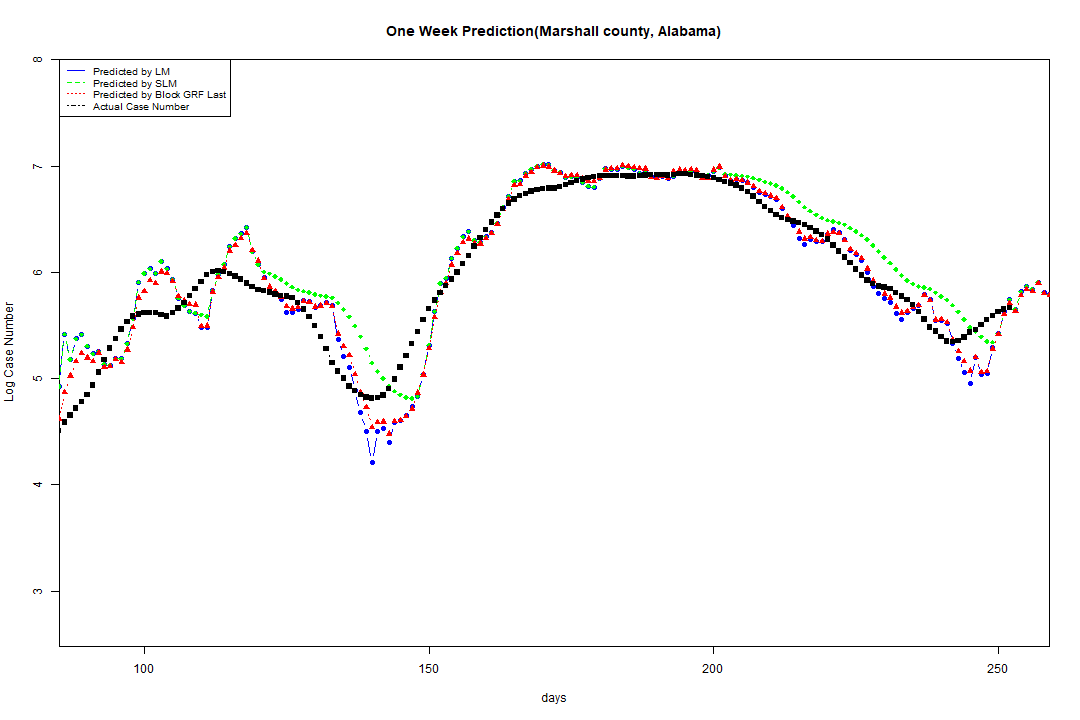 One Week Prediction(Marshall county, Alabama)
Predicted by LM
Predicted by SLM
Predicted by Block GRF Last
Actual Case Number
8
7
6
5
4
3
Log Case Number
100 150 200 250
days